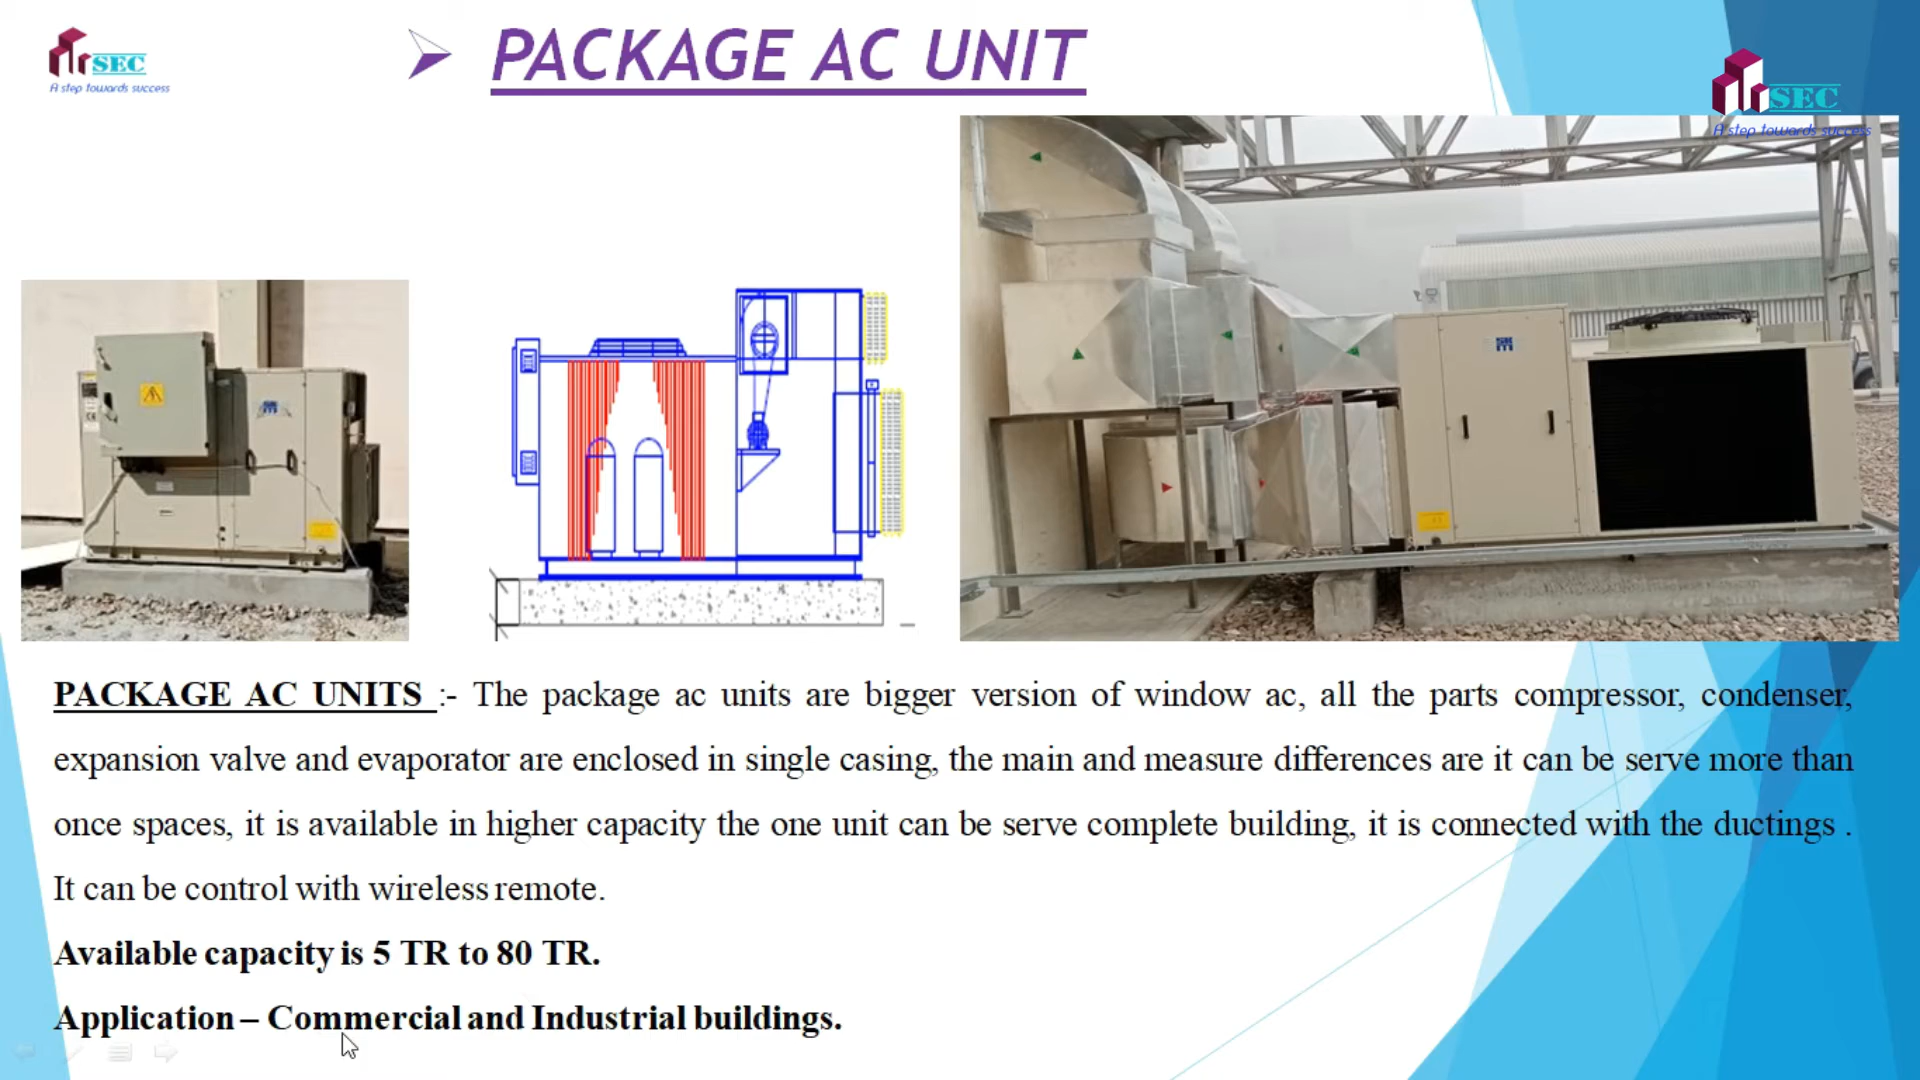 SEC
A step towards success
PACKAGE AC UNIT
SEC
A step towards success
PACKAGE AC UNITS :- The package ac units are bigger version of window ac, all the parts compressor, condenser,
expansion valve and evaporator are enclosed in single casing, the main and measure differences are it can be serve more than
once spaces, it is available in higher capacity the one unit can be serve complete building, it is connected with the ductings .
It can be control with wireless remote.
Available capacity is 5 TR to 80 TR.
Application – Commercial and Industrial buildings.